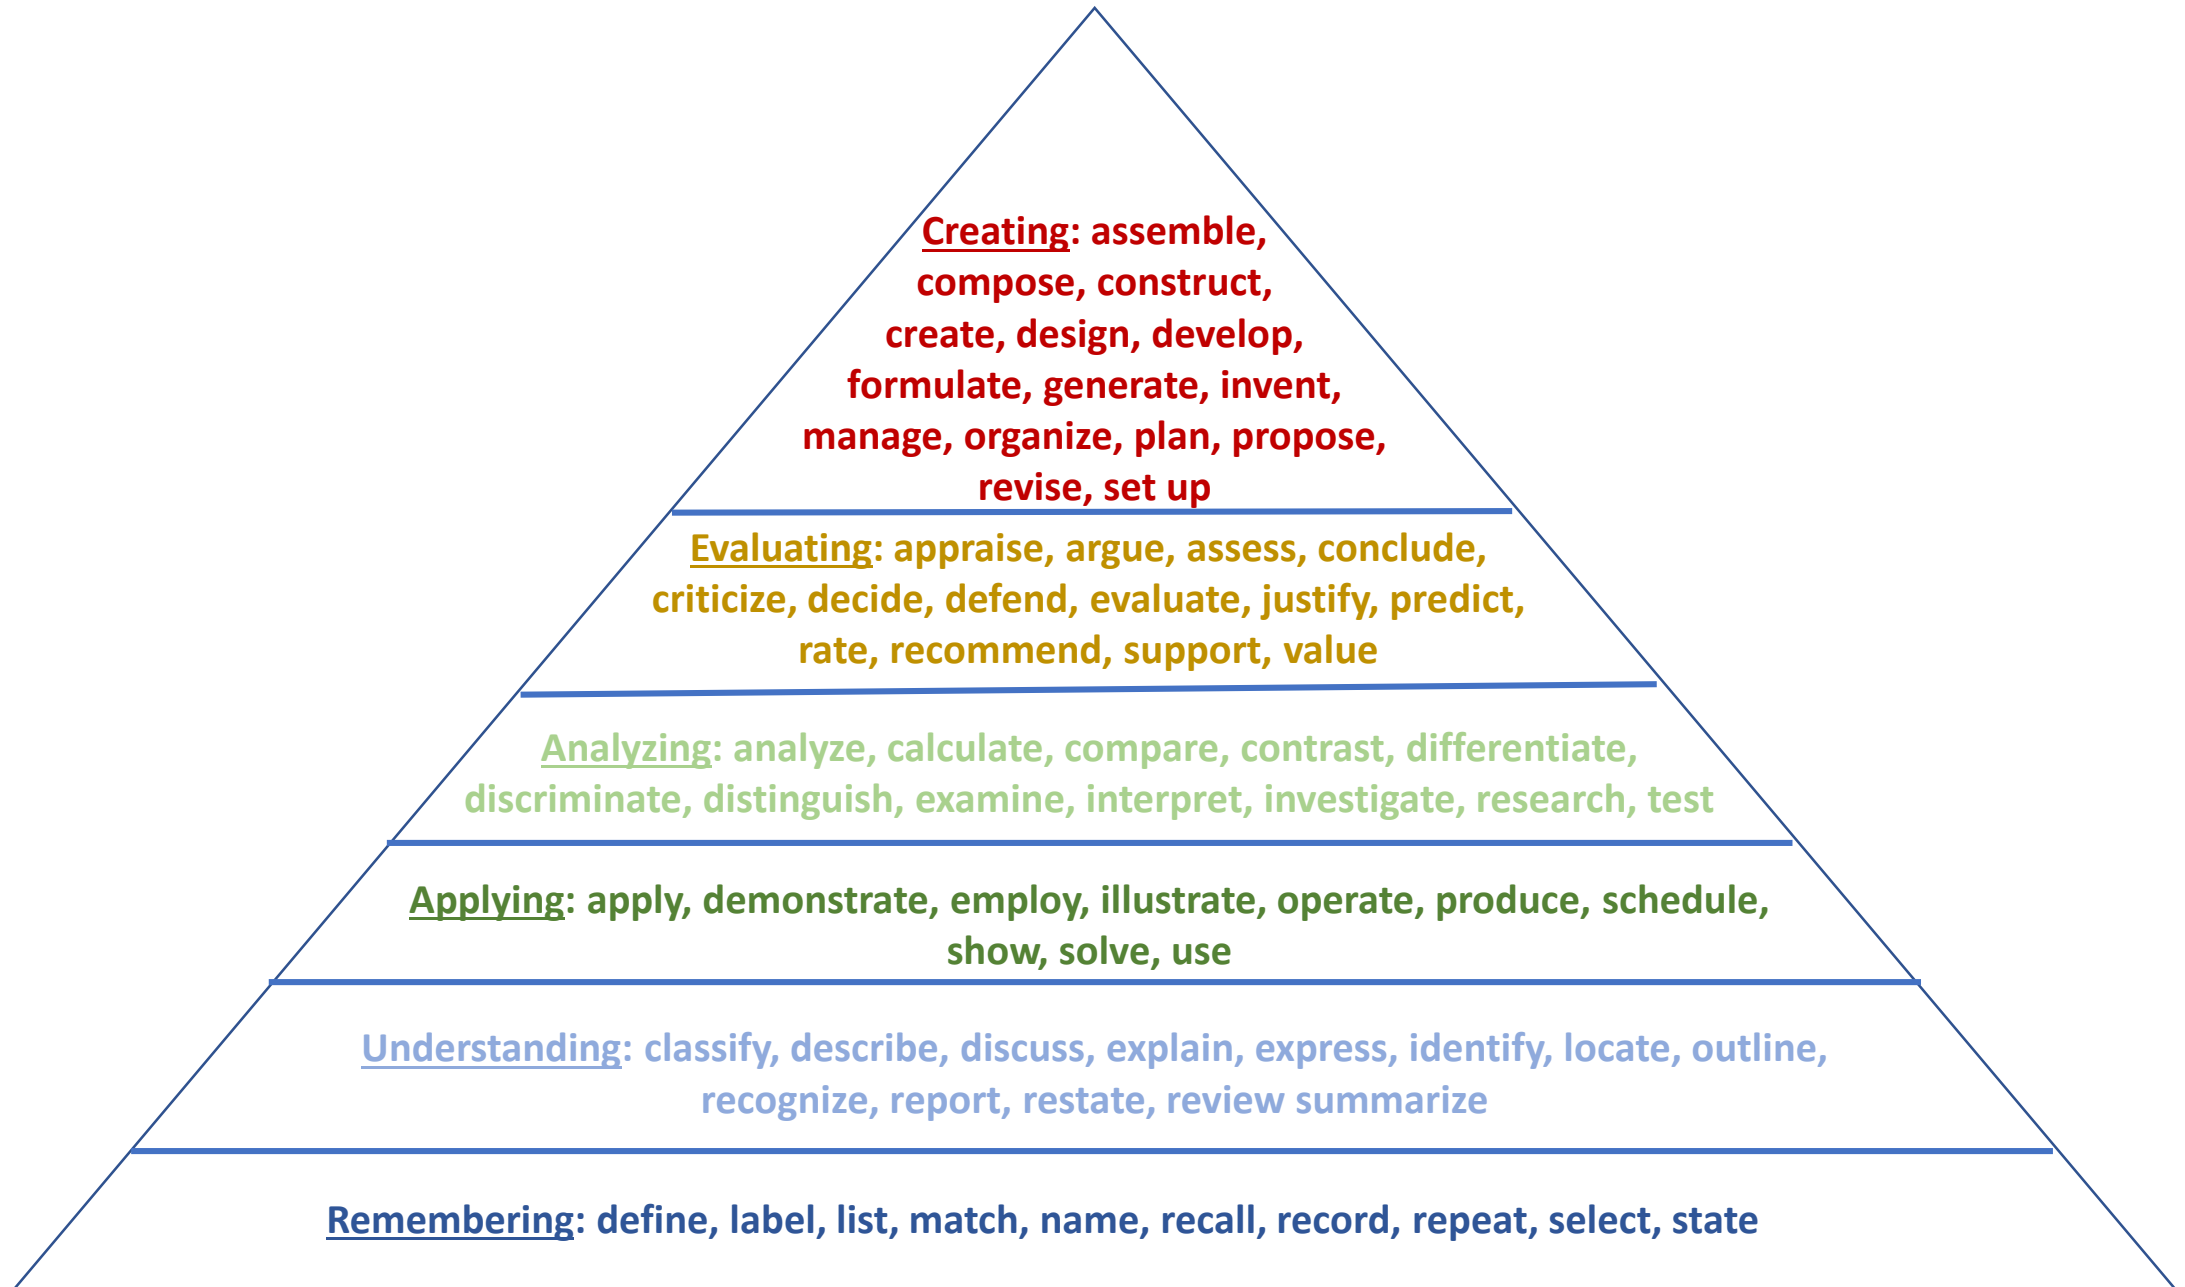 Creating: assemble,
compose, construct,
create, design, develop,
formulate, generate, invent,
manage, organize, plan, propose,
revise, set up
Evaluating: appraise, argue, assess, conclude,
criticize, decide, defend, evaluate, justify, predict,
rate, recommend, support, value
Analyzing: analyze, calculate, compare, contrast, differentiate,
discriminate, distinguish, examine, interpret, investigate, research, test
Applying: apply, demonstrate, employ, illustrate, operate, produce, schedule,
show, solve, use
Understanding: classify, describe, discuss, explain, express, identify, locate, outline,
recognize, report, restate, review summarize
Remembering: define, label, list, match, name, recall, record, repeat, select, state